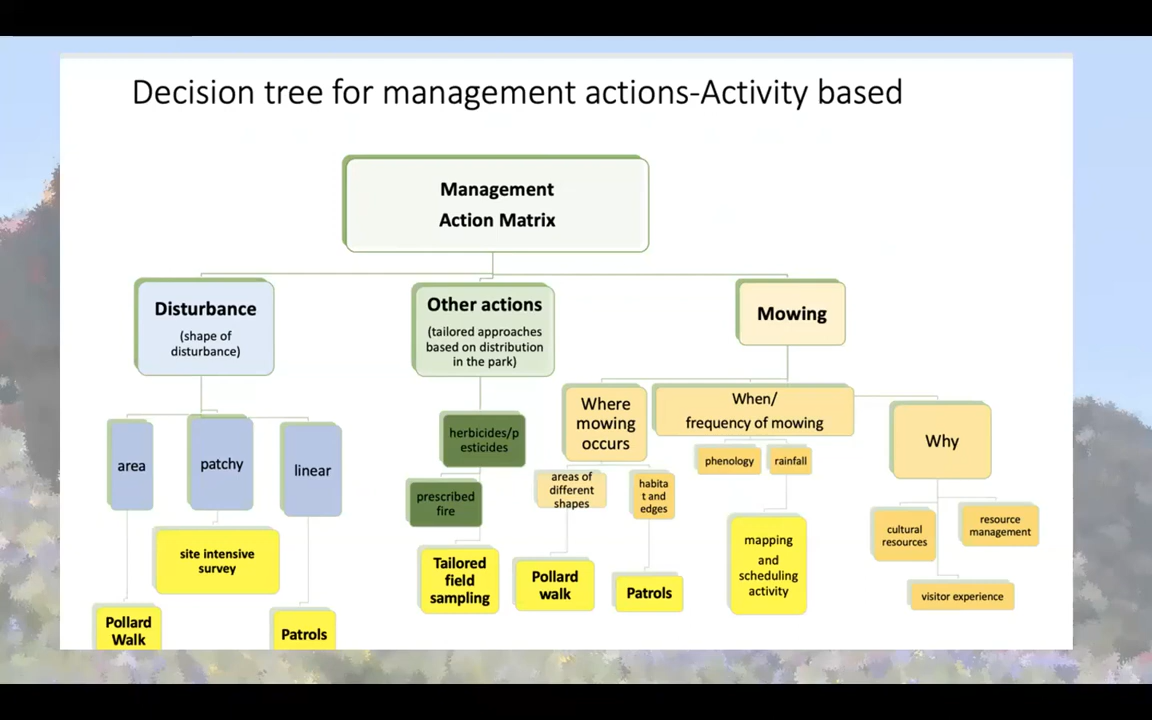 Decision tree for management actions-Activity based
Management
Action Matrix
Disturbance
(shape of
disturbance)
Other actions
(tailored approaches
based on distribution
in the park)
Mowing
area
patchy
linear
site intensive
survey
Pollard
Walk
Patrols
herbicides/p
esticides
prescribed
fire
Tailored
field
sampling
Where
mowing
occurs
areas of
different
shapes
habita
t and
edges
Pollard
walk
Patrols
When/
frequency of mowing
phenology
rainfall
mapping
and
scheduling
activity
Why
cultural
resources
resource
management
visitor experience